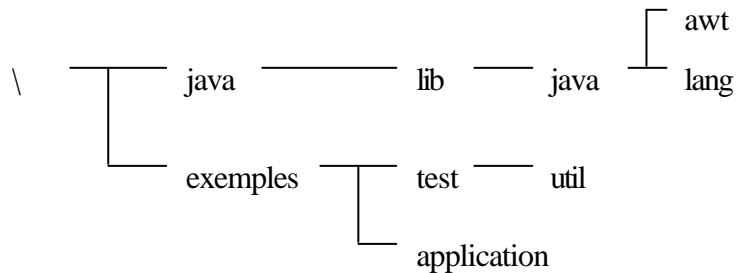 awt
\ java lib java lang
exemples test util
application